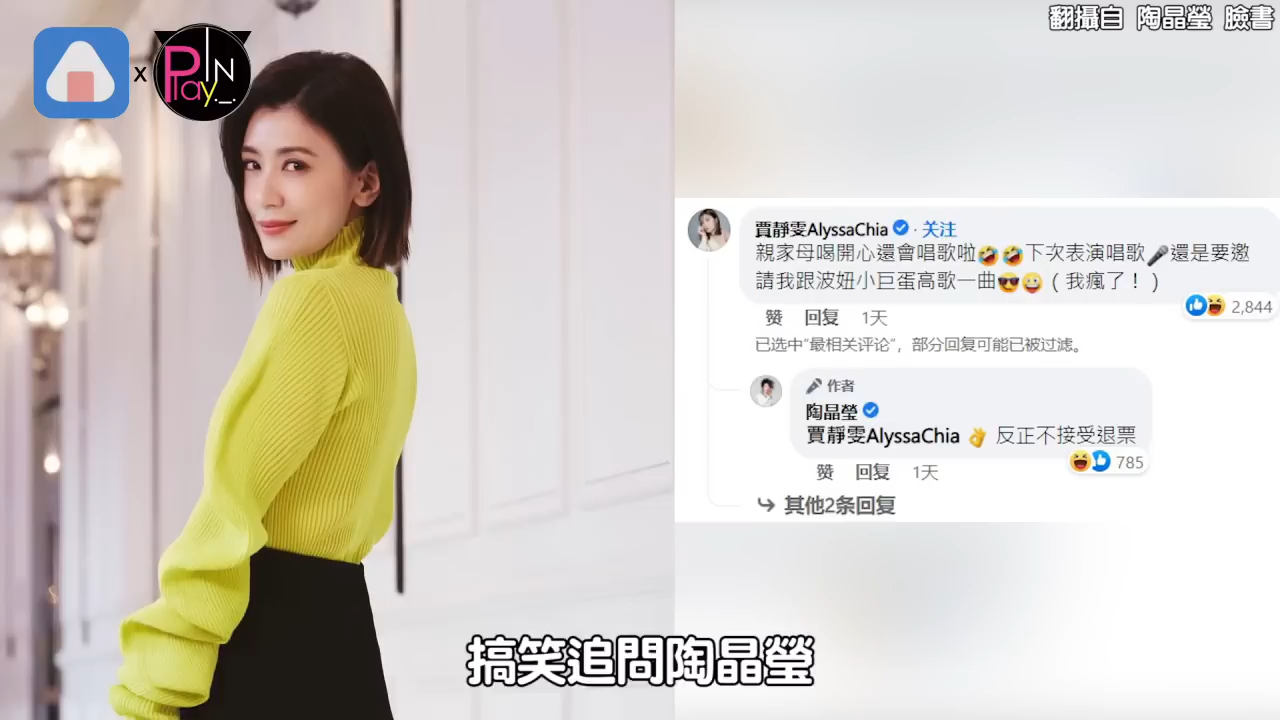 翻攝自 陶晶瑩 臉書
x
PlayIN
賈靜雯AlyssaChia · 关注
親家母喝開心還會唱歌啦🤣🤣下次表演唱歌🎤還是要邀
請我跟波妞小巨蛋高歌一曲😎🤪（我瘋了！）
2,844
赞 回复 1天
已选中“最相关评论”，部分回复可能已被过滤。
作者
陶晶瑩
賈靜雯AlyssaChia 👌 反正不接受退票
785
赞 回复 1天
其他2条回复
搞笑追問陶晶瑩